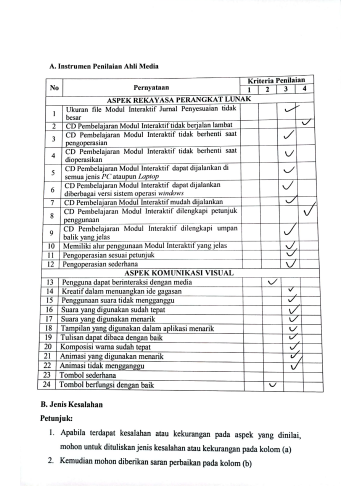 A. Instrumen Penilaian Ahli Media
No Pernyataan Kriteria Penilaian
1 2 3 4
ASPEK REKAYASA PERANGKAT LUNAK
1 Ukuran file Modul Interaktif Jurnal Penyesuaian tidak
besar ✓
2 CD Pembelajaran Modul Interaktif tidak berjalan lambat ✓
3 CD Pembelajaran Modul Interaktif tidak berhenti saat
pengoperasian ✓
4 CD Pembelajaran Modul Interaktif tidak berhenti saat
dioperasikan ✓
5 CD Pembelajaran Modul Interaktif dapat dijalankan di
semua jenis PC ataupun Laptop ✓
6 CD Pembelajaran Modul Interaktif dapat dijalankan
diberbagai versi sistem operasi windows ✓
7 CD Pembelajaran Modul Interaktif mudah dijalankan ✓
8 CD Pembelajaran Modul Interaktif dilengkapi petunjuk
penggunaan ✓
9 CD Pembelajaran Modul Interaktif dilengkapi umpan
balik yang jelas ✓
10 Memiliki alur penggunaan Modul Interaktif yang jelas ✓
11 Pengoperasian sesuai petunjuk ✓
12 Pengoperasian sederhana ✓
ASPEK KOMUNIKASI VISUAL
13 Pengguna dapat berinteraksi dengan media ✓
14 Kreatif dalam menuangkan ide gagasan ✓
15 Penggunaan suara tidak mengganggu ✓
16 Suara yang digunakan sudah tepat ✓
17 Suara yang digunakan menarik ✓
18 Tampilan yang digunakan dalam aplikasi menarik ✓
19 Tulisan dapat dibaca dengan baik ✓
20 Komposisi warna sudah tepat ✓
21 Animasi yang digunakan menarik ✓
22 Animasi tidak mengganggu ✓
23 Tombol sederhana
24 Tombol berfungsi dengan baik ✓
B. Jenis Kesalahan
Petunjuk:
1. Apabila terdapat kesalahan atau kekurangan pada aspek yang dinilai,
mohon untuk dituliskan jenis kesalahan atau kekurangan pada kolom (a)
2. Kemudian mohon diberikan saran perbaikan pada kolom (b)